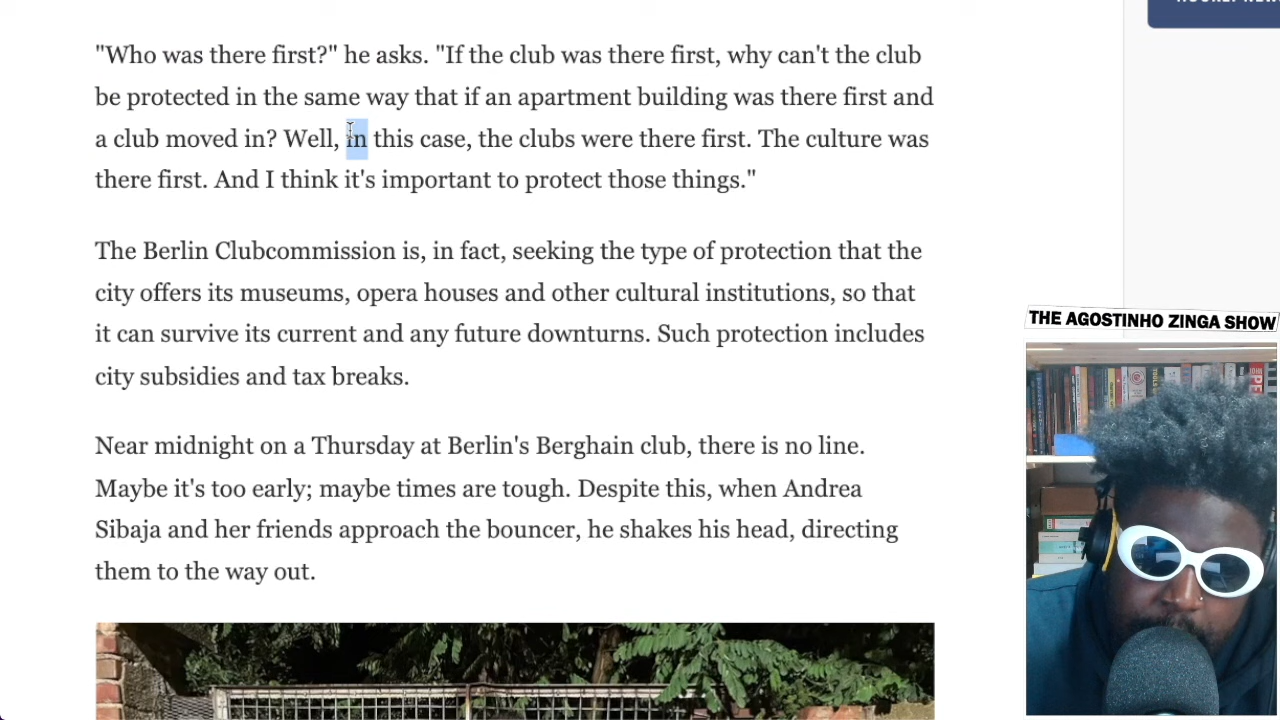 "Who was there first?" he asks. "If the club was there first, why can't the club
be protected in the same way that if an apartment building was there first and
a club moved in? Well, in this case, the clubs were there first. The culture was
there first. And I think it's important to protect those things."
The Berlin Clubcommission is, in fact, seeking the type of protection that the
city offers its museums, opera houses and other cultural institutions, so that
it can survive its current and any future downturns. Such protection includes
city subsidies and tax breaks.
Near midnight on a Thursday at Berlin's Berghain club, there is no line.
Maybe it's too early; maybe times are tough. Despite this, when Andrea
Sibaja and her friends approach the bouncer, he shakes his head, directing
them to the way out.
THE AGOSTINHO ZINGA SHOW